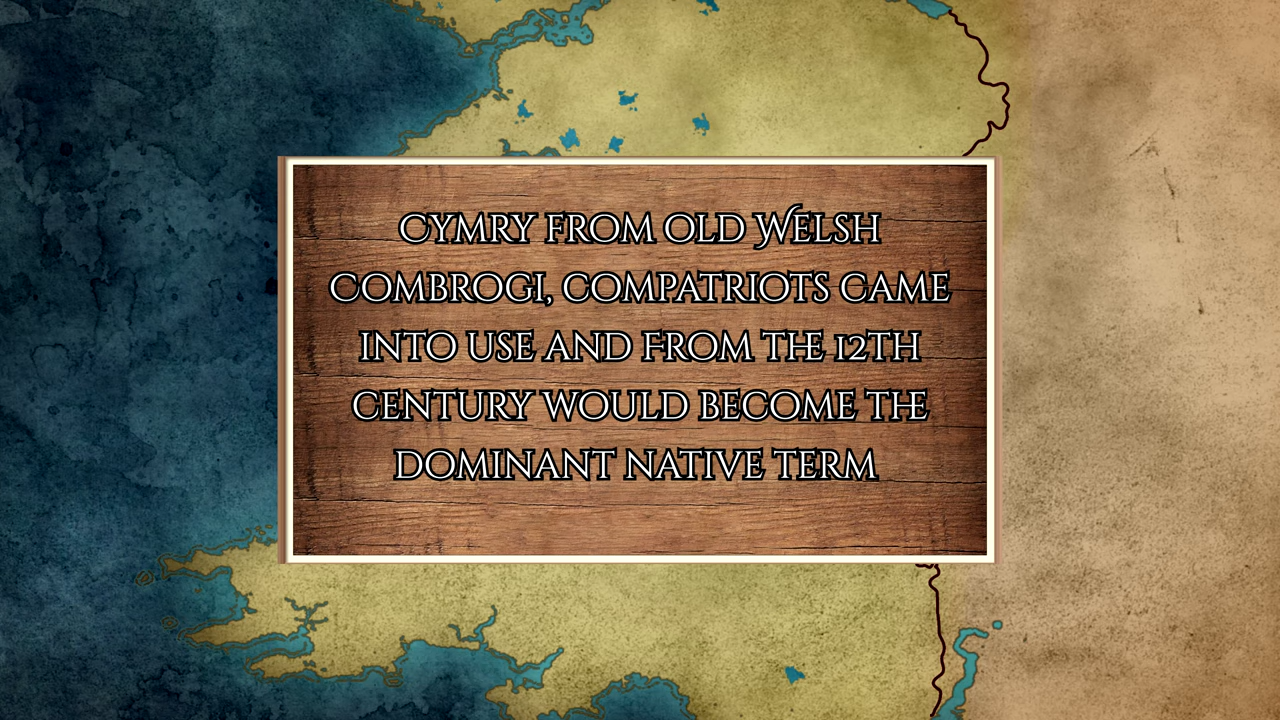 Cymry from Old Welsh
Combrogi, compatriots came
into use and from the 12th
century would become the
dominant native term